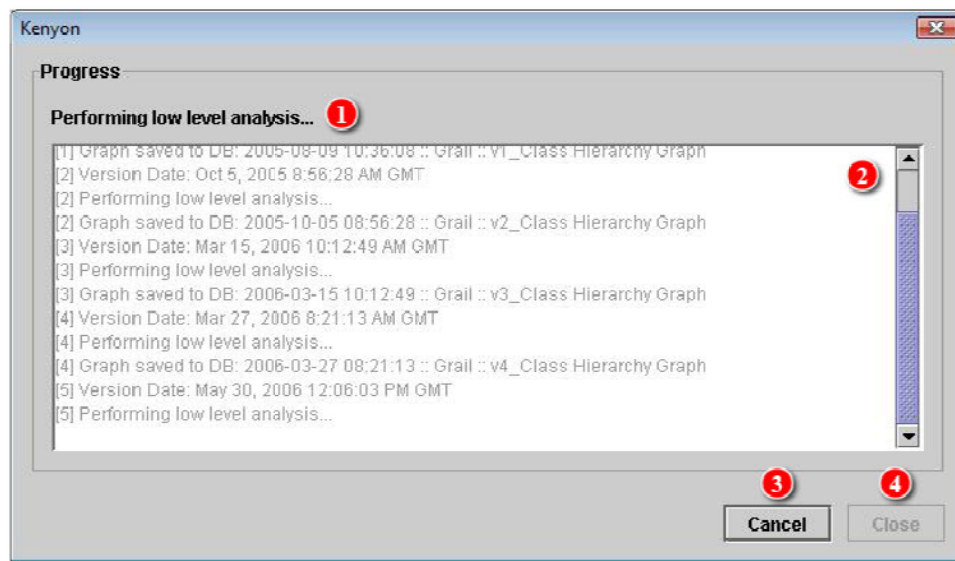 Kenyon
Progress
Performing low level analysis... 1
[1] Graph saved to DB: 2005-08-09 10:36:08 :: Grail :: v1_Class Hierarchy Graph
2
[2] Version Date: Oct 5, 2005 8:56:28 AM GMT
[2] Performing low level analysis...
[2] Graph saved to DB: 2005-10-05 08:56:28 :: Grail :: v2_Class Hierarchy Graph
[3] Version Date: Mar 15, 2006 10:12:49 AM GMT
[3] Performing low level analysis...
[3] Graph saved to DB: 2006-03-15 10:12:49 :: Grail :: v3_Class Hierarchy Graph
[4] Version Date: Mar 27, 2006 8:21:13 AM GMT
[4] Performing low level analysis...
[4] Graph saved to DB: 2006-03-27 08:21:13 :: Grail :: v4_Class Hierarchy Graph
[5] Version Date: May 30, 2006 12:06:03 PM GMT
[5] Performing low level analysis...
3 4
Cancel Close